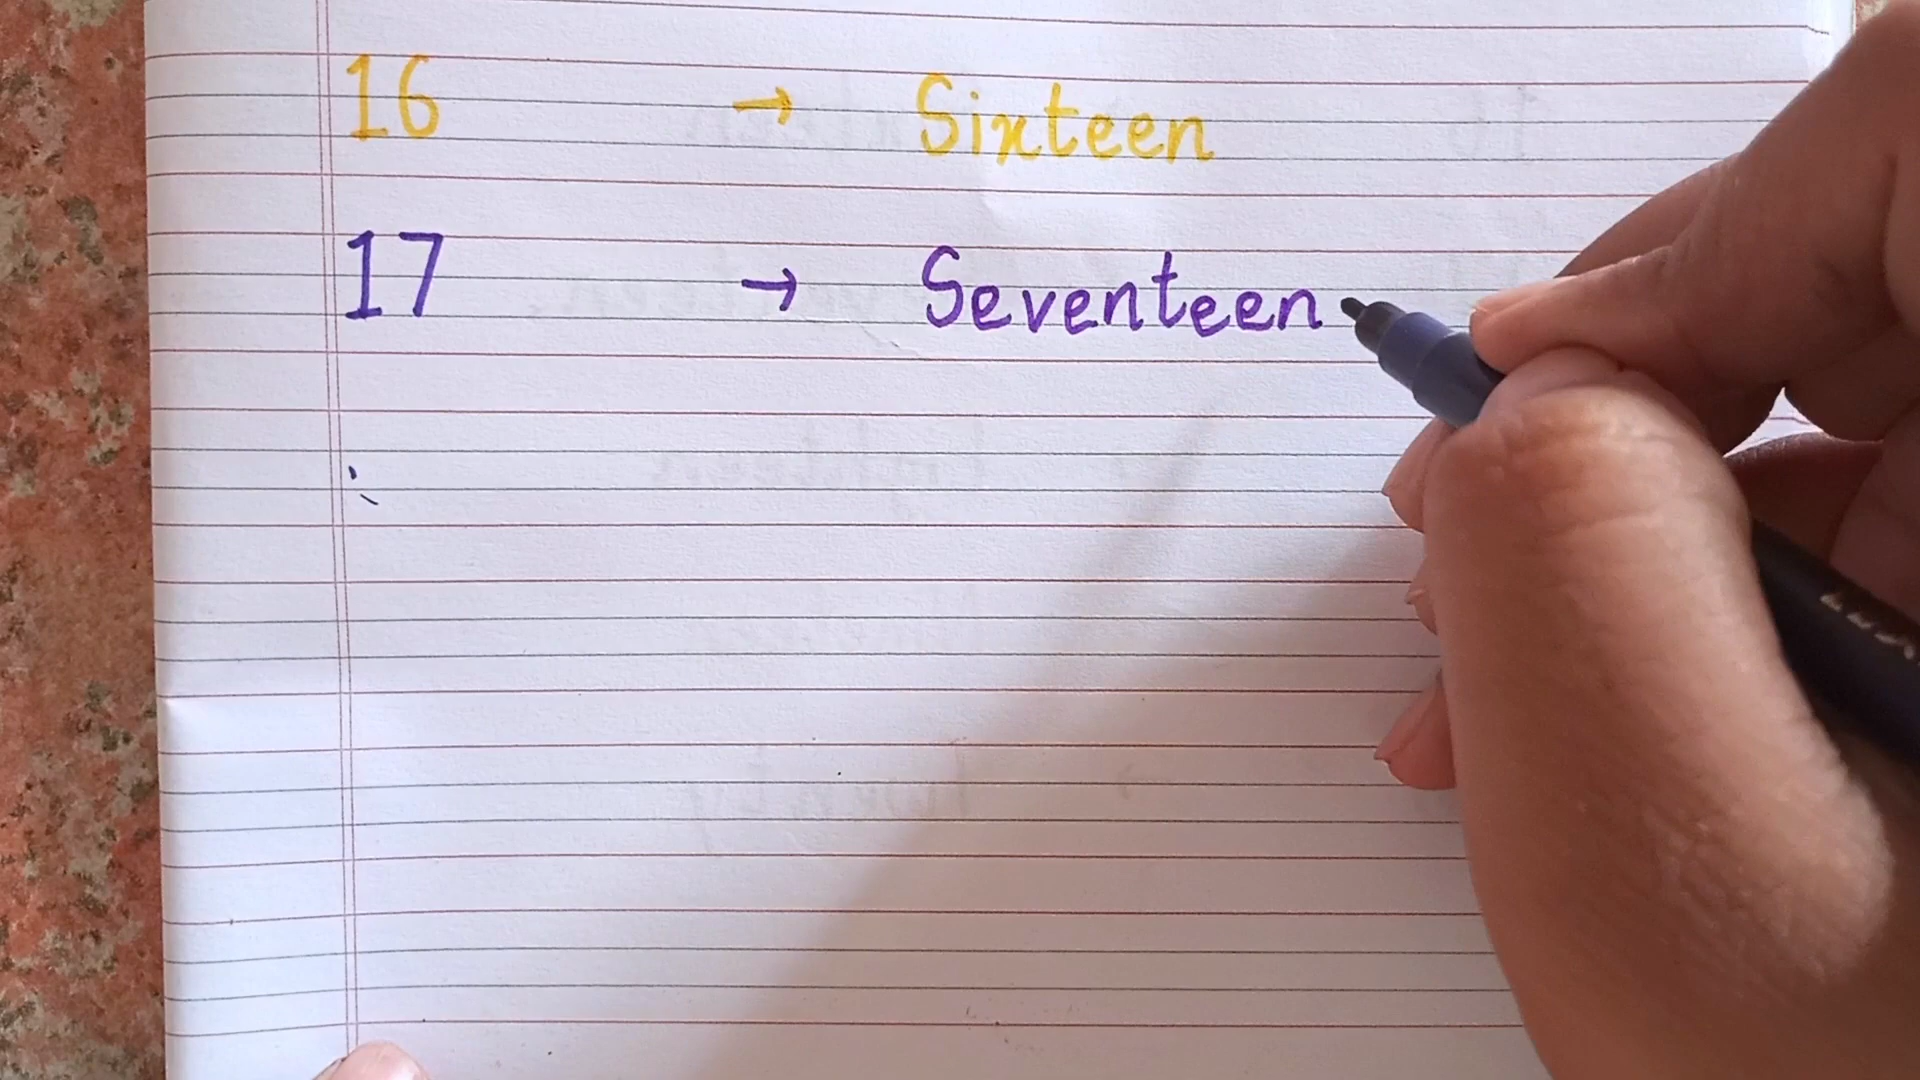 16 → Sixteen
17 → Seventeen